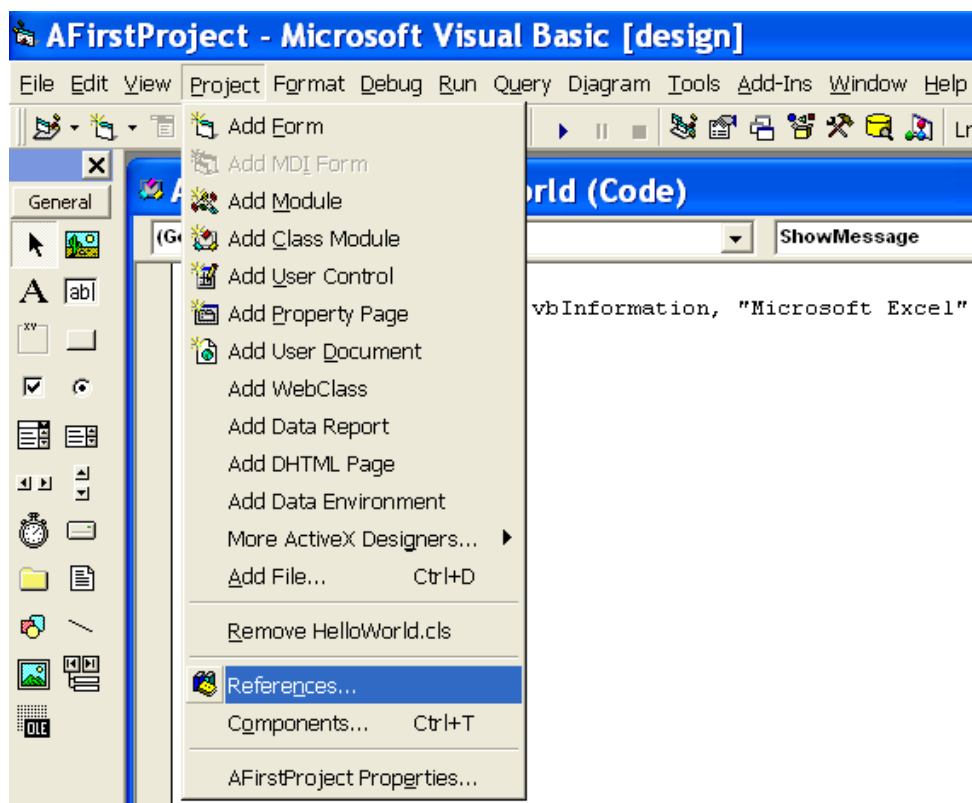 AFirstProject - Microsoft Visual Basic [design]
File Edit View Project Format Debug Run Query Diagram Tools Add-Ins Window Help
General
Add Form
Add MDI Form
Add Module
Add Class Module
Add User Control
Add Property Page
Add User Document
Add WebClass
Add Data Report
Add DHTML Page
Add Data Environment
More ActiveX Designers...
Add File... Ctrl+D
Remove HelloWorld.cls
References...
Components... Ctrl+T
AFirstProject Properties...
(Code)
ShowMessage
vbInformation, "Microsoft Excel"
A
ab
XY
OLE